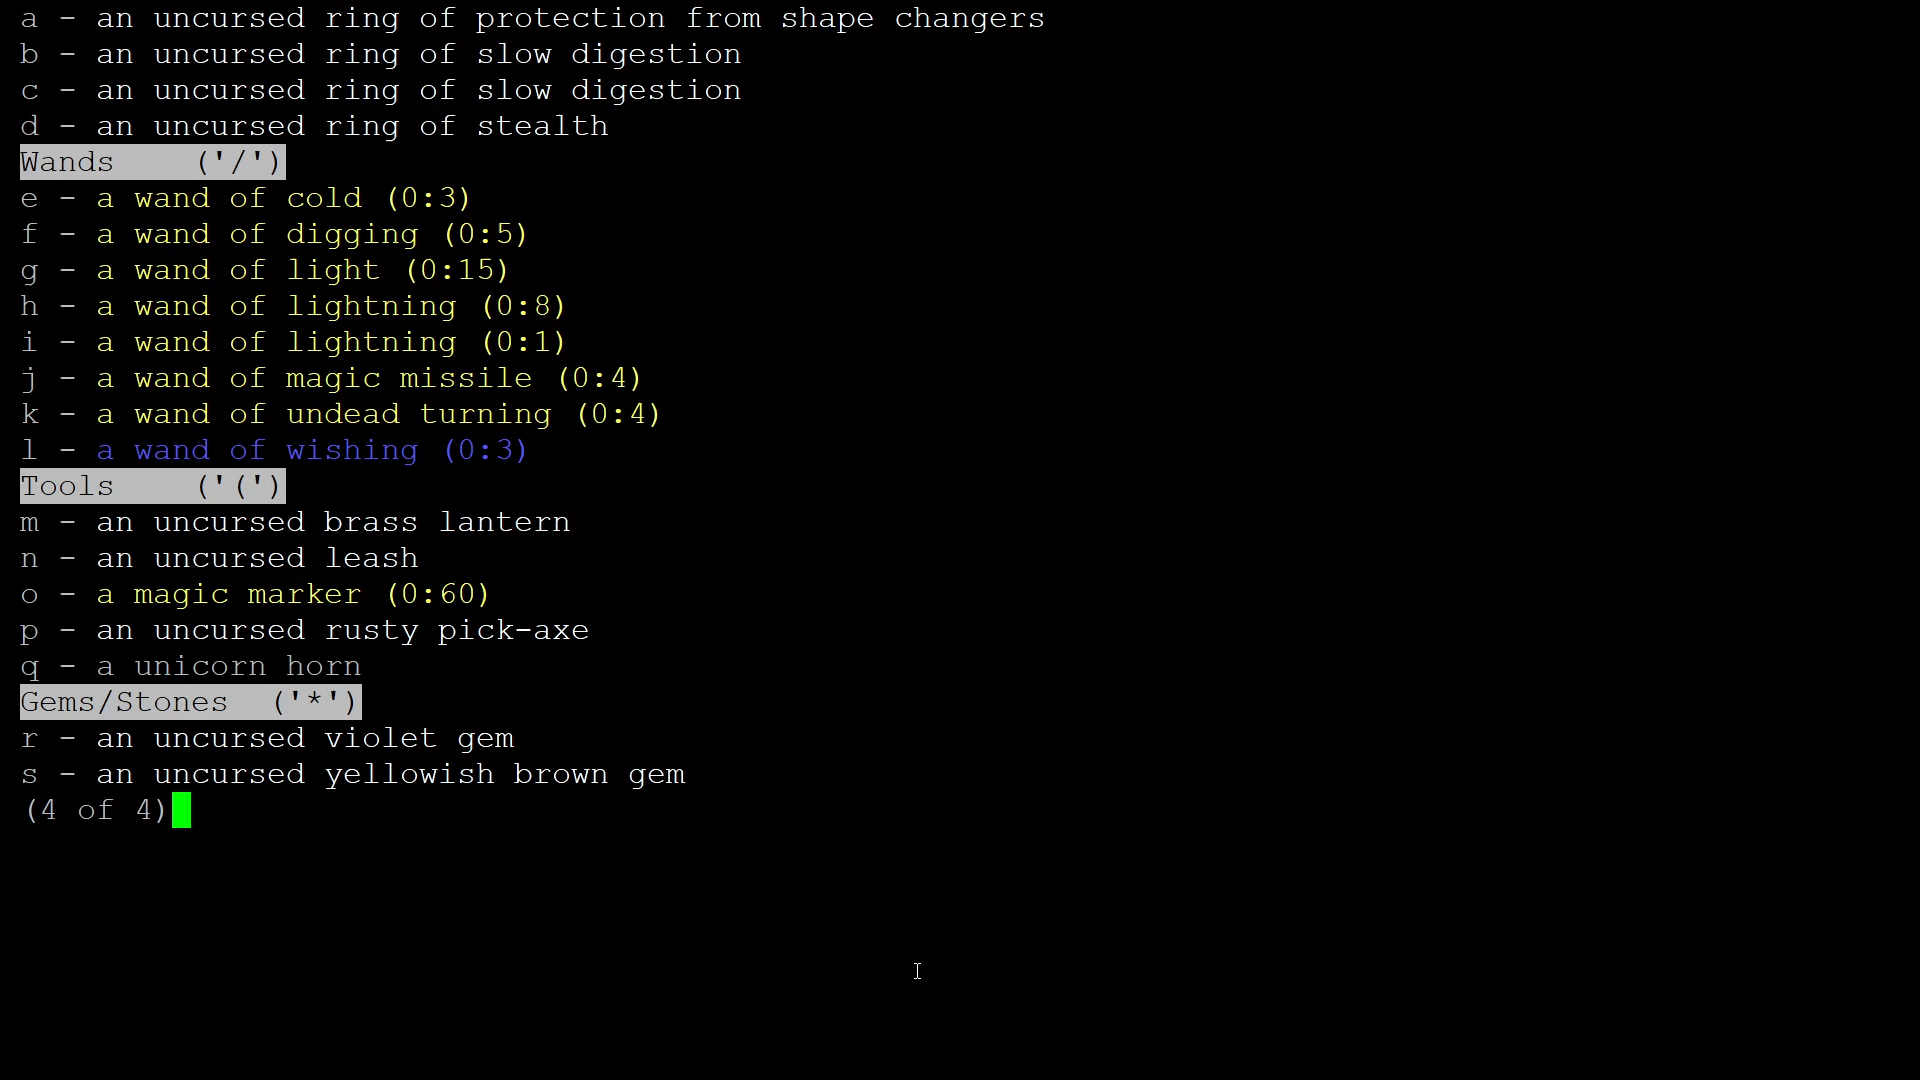 a - an uncursed ring of protection from shape changers
b - an uncursed ring of slow digestion
c - an uncursed ring of slow digestion
d - an uncursed ring of stealth
Wands    ('/')
e - a wand of cold (0:3)
f - a wand of digging (0:5)
g - a wand of light (0:15)
h - a wand of lightning (0:8)
i - a wand of lightning (0:1)
j - a wand of magic missile (0:4)
k - a wand of undead turning (0:4)
l - a wand of wishing (0:3)
Tools    ('(')
m - an uncursed brass lantern
n - an uncursed leash
o - a magic marker (0:60)
p - an uncursed rusty pick-axe
q - a unicorn horn
Gems/Stones  ('*')
r - an uncursed violet gem
s - an uncursed yellowish brown gem
(4 of 4)